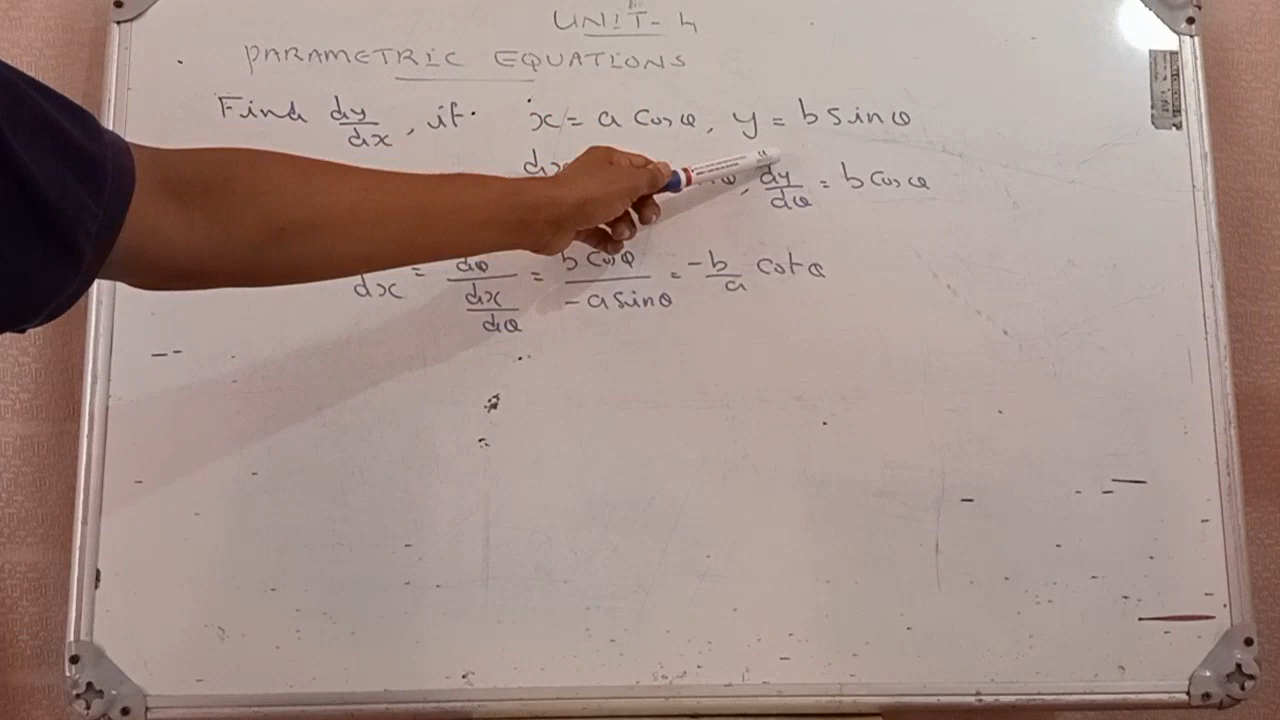 UNIT-4
PARAMETRIC EQUATIONS
Find dy/dx, if x = a cosθ, y = b sinθ
dx , dy/dθ = b cosθ
dx = dθ / dx/dθ = b cosθ / -a sinθ = -b/a cotθ